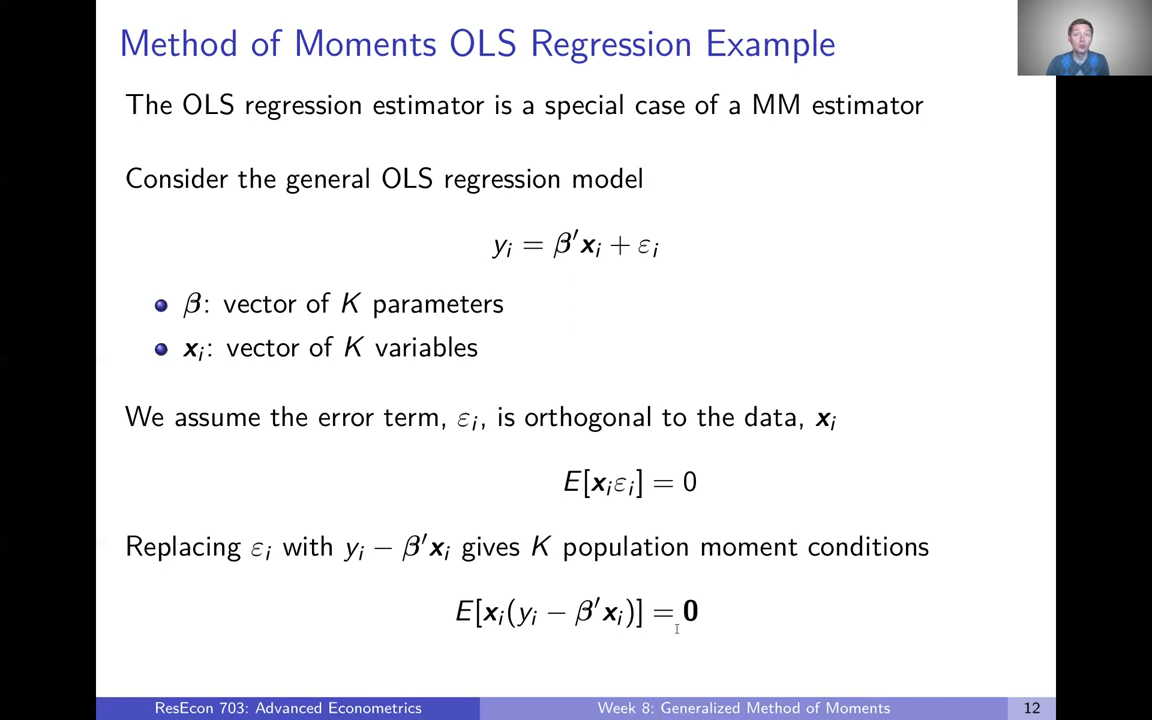 Method of Moments OLS Regression Example
The OLS regression estimator is a special case of a MM estimator
Consider the general OLS regression model
yᵢ = β′xᵢ + εᵢ
β: vector of K parameters
xᵢ: vector of K variables
We assume the error term, εᵢ, is orthogonal to the data, xᵢ
E[xᵢεᵢ] = 0
Replacing εᵢ with yᵢ − β′xᵢ gives K population moment conditions
E[xᵢ(yᵢ − β′xᵢ)] = 0
ResEcon 703: Advanced Econometrics Week 8: Generalized Method of Moments 12